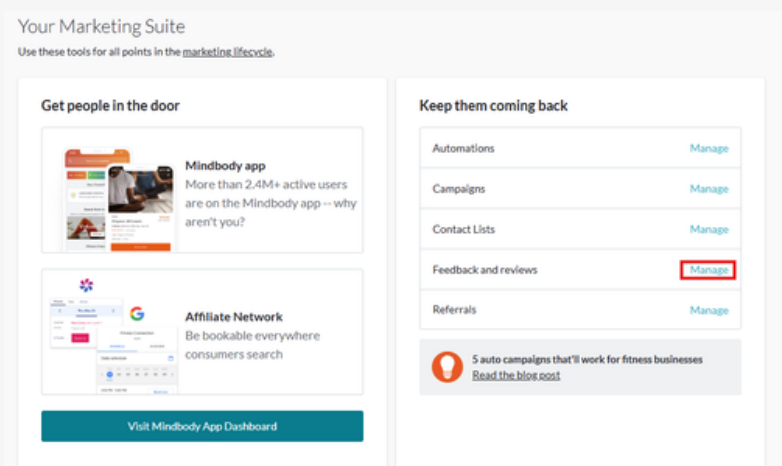 Your Marketing Suite
Use these tools for all points in the marketing lifecycle.
Get people in the door
Mindbody app
More than 2.4M+ active users
are on the Mindbody app -- why
aren't you?
Affiliate Network
Be bookable everywhere
consumers search
Visit Mindbody App Dashboard
Keep them coming back
Automations Manage
Campaigns Manage
Contact Lists Manage
Feedback and reviews Manage
Referrals Manage
5 auto campaigns that'll work for fitness businesses
Read the blog post